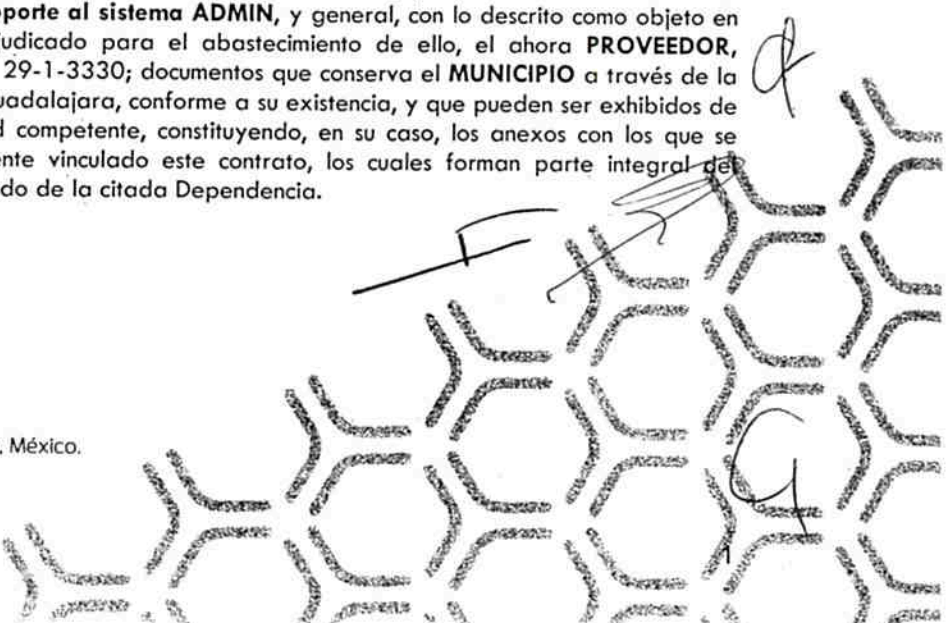 porte al sistema ADMIN, y general, con lo descrito como objeto en
judicado para el abastecimiento de ello, el ahora PROVEEDOR,
29-1-3330; documentos que conserva el MUNICIPIO a través de la
uadalajara, conforme a su existencia, y que pueden ser exhibidos de
d competente, constituyendo, en su caso, los anexos con los que se
ente vinculado este contrato, los cuales forman parte integral del
do de la citada Dependencia.
, México.
1